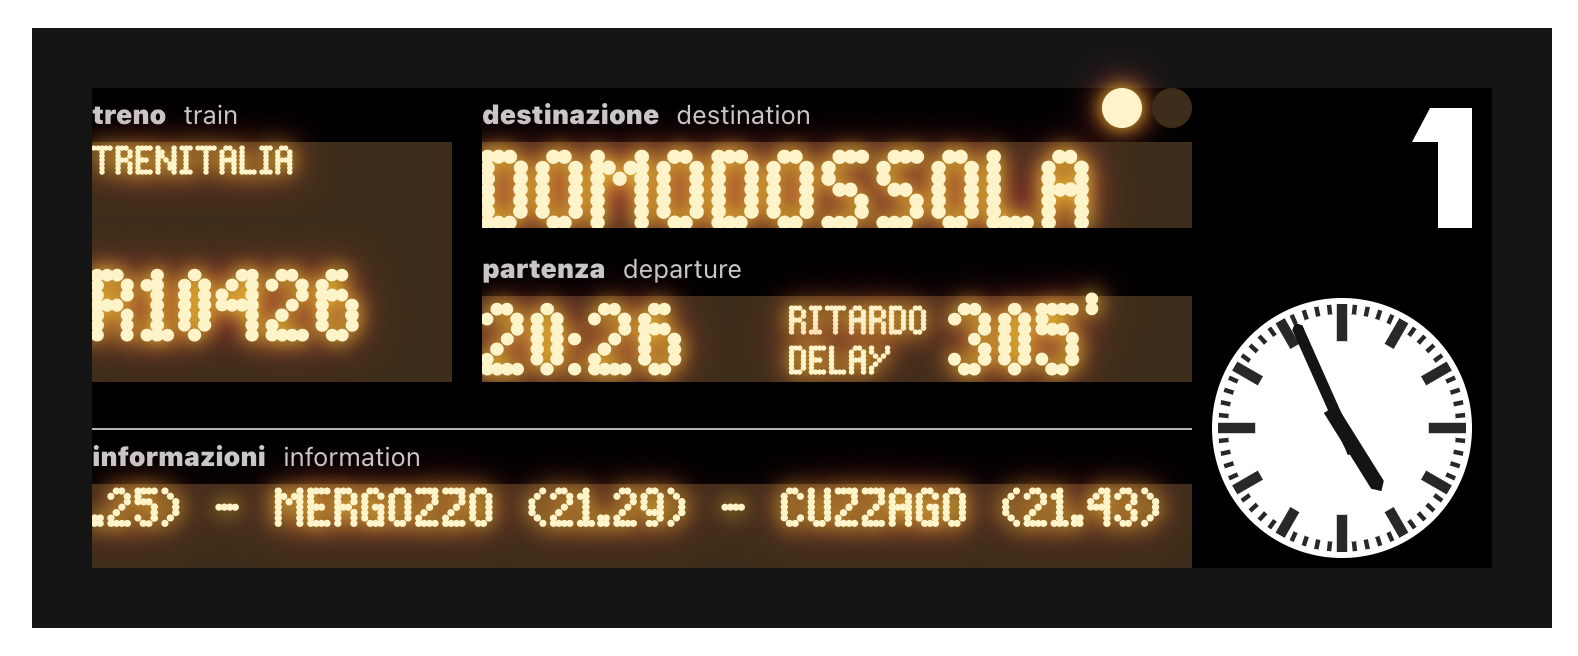 treno train
TRENITALIA
R10426
destinazione destination
DOMODOSSOLA
partenza departure
20:26
RITARDO
DELAY
305'
1
informazioni information
.25) - MERGOZZO (21.29) - CUZZAGO (21.43)